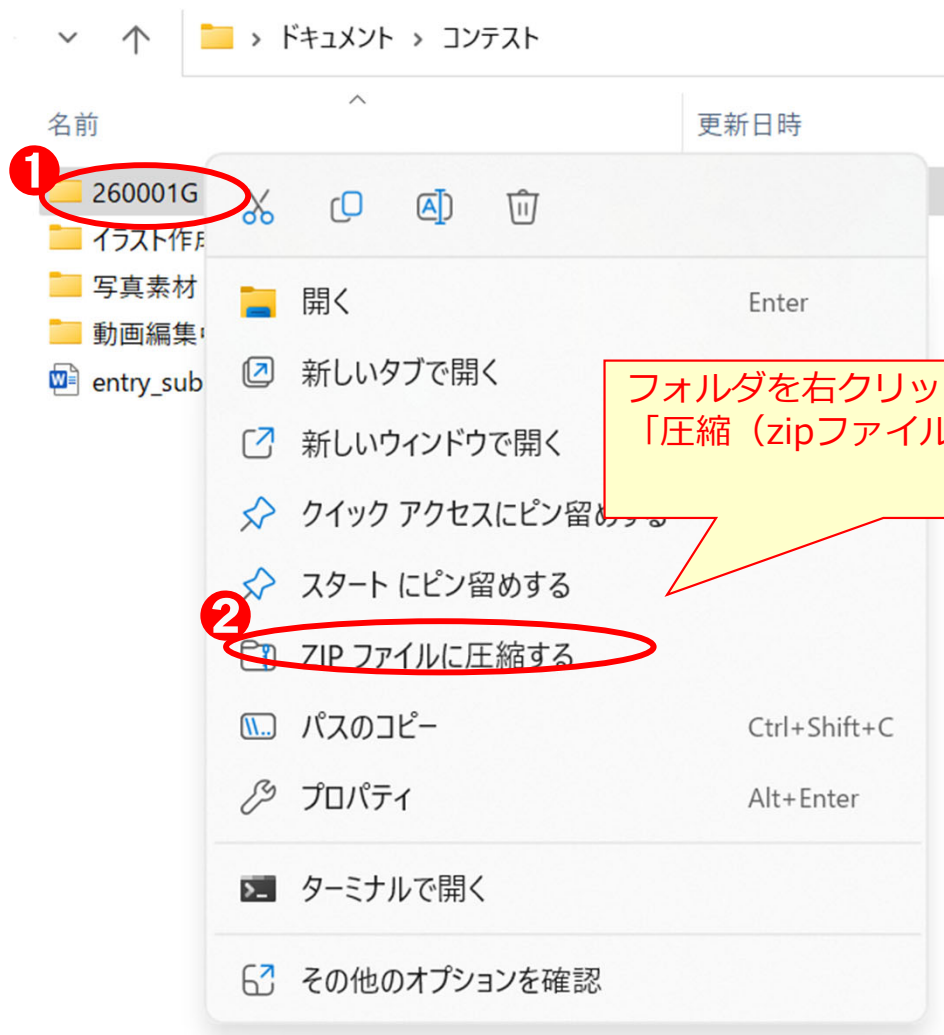 ドキュメント › コンテスト
名前 更新日時
1
260001G
イラスト作成
写真素材
動画編集
entry_sub
開く Enter
新しいタブで開く
新しいウィンドウで開く
フォルダを右クリッ
「圧縮（zipファイル
クイック アクセスにピン留めする
スタート にピン留めする
2
ZIP ファイルに圧縮する
パスのコピー Ctrl+Shift+C
プロパティ Alt+Enter
ターミナルで開く
その他のオプションを確認